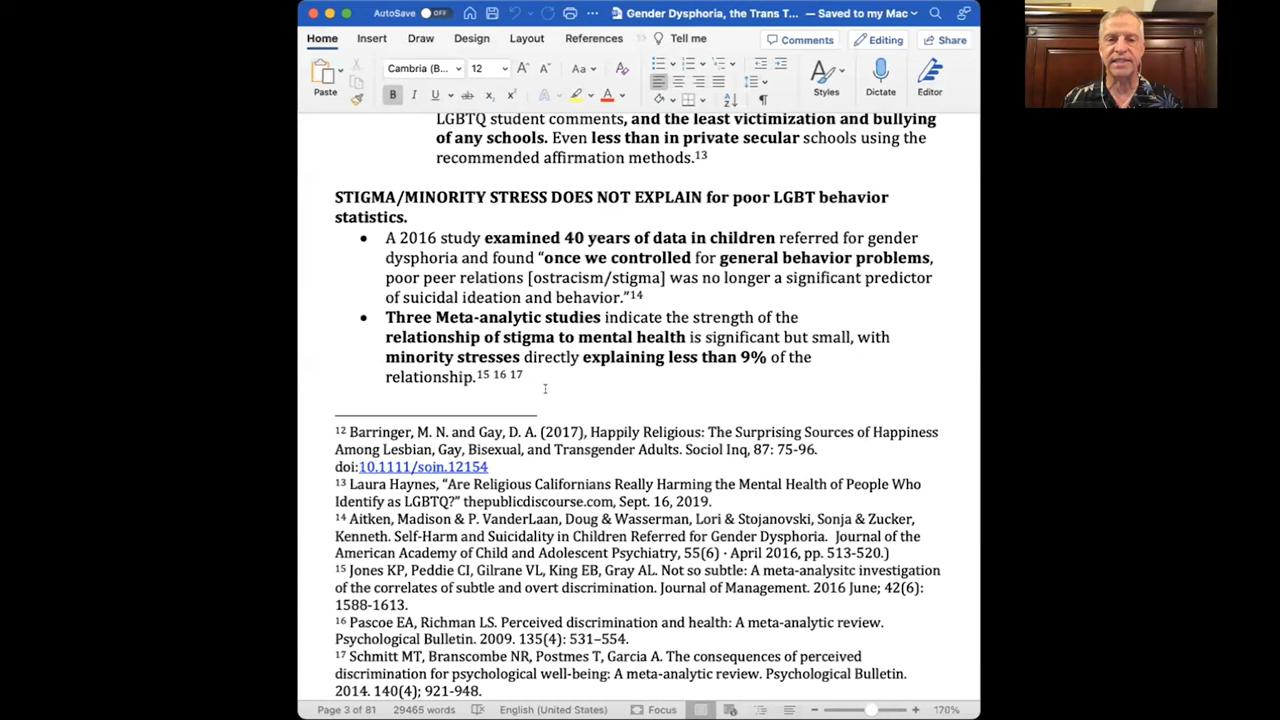 AutoSave OFF Gender Dysphoria, the Trans T... — Saved to my Mac
Home Insert Draw Design Layout References Tell me Comments Editing Share
Paste Cambria (B... 12 Aa Styles Dictate Editor
B I U ab x₂ x² A A
LGBTQ student comments, and the least victimization and bullying
of any schools. Even less than in private secular schools using the
recommended affirmation methods.13
STIGMA/MINORITY STRESS DOES NOT EXPLAIN for poor LGBT behavior
statistics.
• A 2016 study examined 40 years of data in children referred for gender
dysphoria and found “once we controlled for general behavior problems,
poor peer relations [ostracism/stigma] was no longer a significant predictor
of suicidal ideation and behavior.”14
• Three Meta-analytic studies indicate the strength of the
relationship of stigma to mental health is significant but small, with
minority stresses directly explaining less than 9% of the
relationship.15 16 17
12 Barringer, M. N. and Gay, D. A. (2017), Happily Religious: The Surprising Sources of Happiness
Among Lesbian, Gay, Bisexual, and Transgender Adults. Sociol Inq, 87: 75-96.
doi:10.1111/soin.12154
13 Laura Haynes, “Are Religious Californians Really Harming the Mental Health of People Who
Identify as LGBTQ?” thepublicdiscourse.com, Sept. 16, 2019.
14 Aitken, Madison & P. VanderLaan, Doug & Wasserman, Lori & Stojanovski, Sonja & Zucker,
Kenneth. Self-Harm and Suicidality in Children Referred for Gender Dysphoria. Journal of the
American Academy of Child and Adolescent Psychiatry, 55(6) · April 2016, pp. 513-520.)
15 Jones KP, Peddie CI, Gilrane VL, King EB, Gray AL. Not so subtle: A meta-analysitc investigation
of the correlates of subtle and overt discrimination. Journal of Management. 2016 June; 42(6):
1588-1613.
16 Pascoe EA, Richman LS. Perceived discrimination and health: A meta-analytic review.
Psychological Bulletin. 2009. 135(4): 531–554.
17 Schmitt MT, Branscombe NR, Postmes T, Garcia A. The consequences of perceived
discrimination for psychological well-being: A meta-analytic review. Psychological Bulletin.
2014. 140(4); 921-948.
Page 3 of 81 29465 words English (United States) Focus 170%